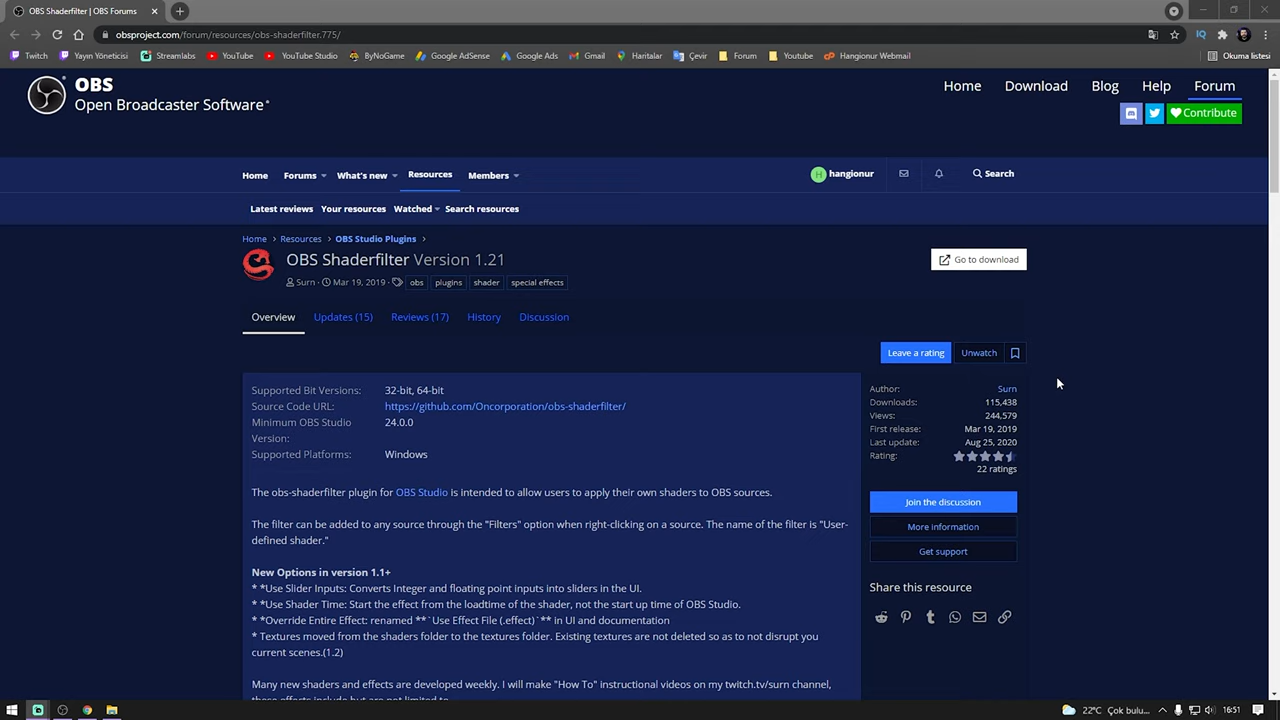 OBS Shaderfilter | OBS Forums
obsproject.com/forum/resources/obs-shaderfilter.775/
Twitch Yayın Çözünürlü Streamlabs YouTube YouTube Studio ByNoGame Google AdSense Google Ads Gmail Haritalar Çevir Forum Youtube Hangionur Webmail Okuma listesi
OBS
Open Broadcaster Software
Home Download Blog Help Forum
Contribute
Home Forums What's new Resources Members hangionur Search
Latest reviews Your resources Watched Search resources
Home > Resources > OBS Studio Plugins >
OBS Shaderfilter Version 1.21
Go to download
Surn Mar 19, 2019 obs plugins shader special effects
Overview Updates (15) Reviews (17) History Discussion
Leave a rating Unwatch
Supported Bit Versions: 32-bit, 64-bit
Source Code URL: https://github.com/Oncorporation/obs-shaderfilter/
Minimum OBS Studio 24.0.0
Version:
Supported Platforms: Windows
The obs-shaderfilter plugin for OBS Studio is intended to allow users to apply their own shaders to OBS sources.
The filter can be added to any source through the "Filters" option when right-clicking on a source. The name of the filter is "User-
defined shader."
New Options in version 1.1+
* *Use Slider Inputs: Converts Integer and floating point inputs into sliders in the UI.
* *Use Shader Time: Start the effect from the loadtime of the shader, not the start up time of OBS Studio.
* *Override Entire Effect: renamed **`Use Effect File (.effect)`** in UI and documentation
* Textures moved from the shaders folder to the textures folder. Existing textures are not deleted so as to not disrupt you
current scenes.(1.2)
Many new shaders and effects are developed weekly. I will make "How To" instructional videos on my twitch.tv/surn channel,
these effects include but are not limited to
Author: Surn
Downloads: 115,438
Views: 244,579
First release: Mar 19, 2019
Last update: Aug 25, 2020
Rating:
22 ratings
Join the discussion
More information
Get support
Share this resource
22°C Çok bulu... 16:51